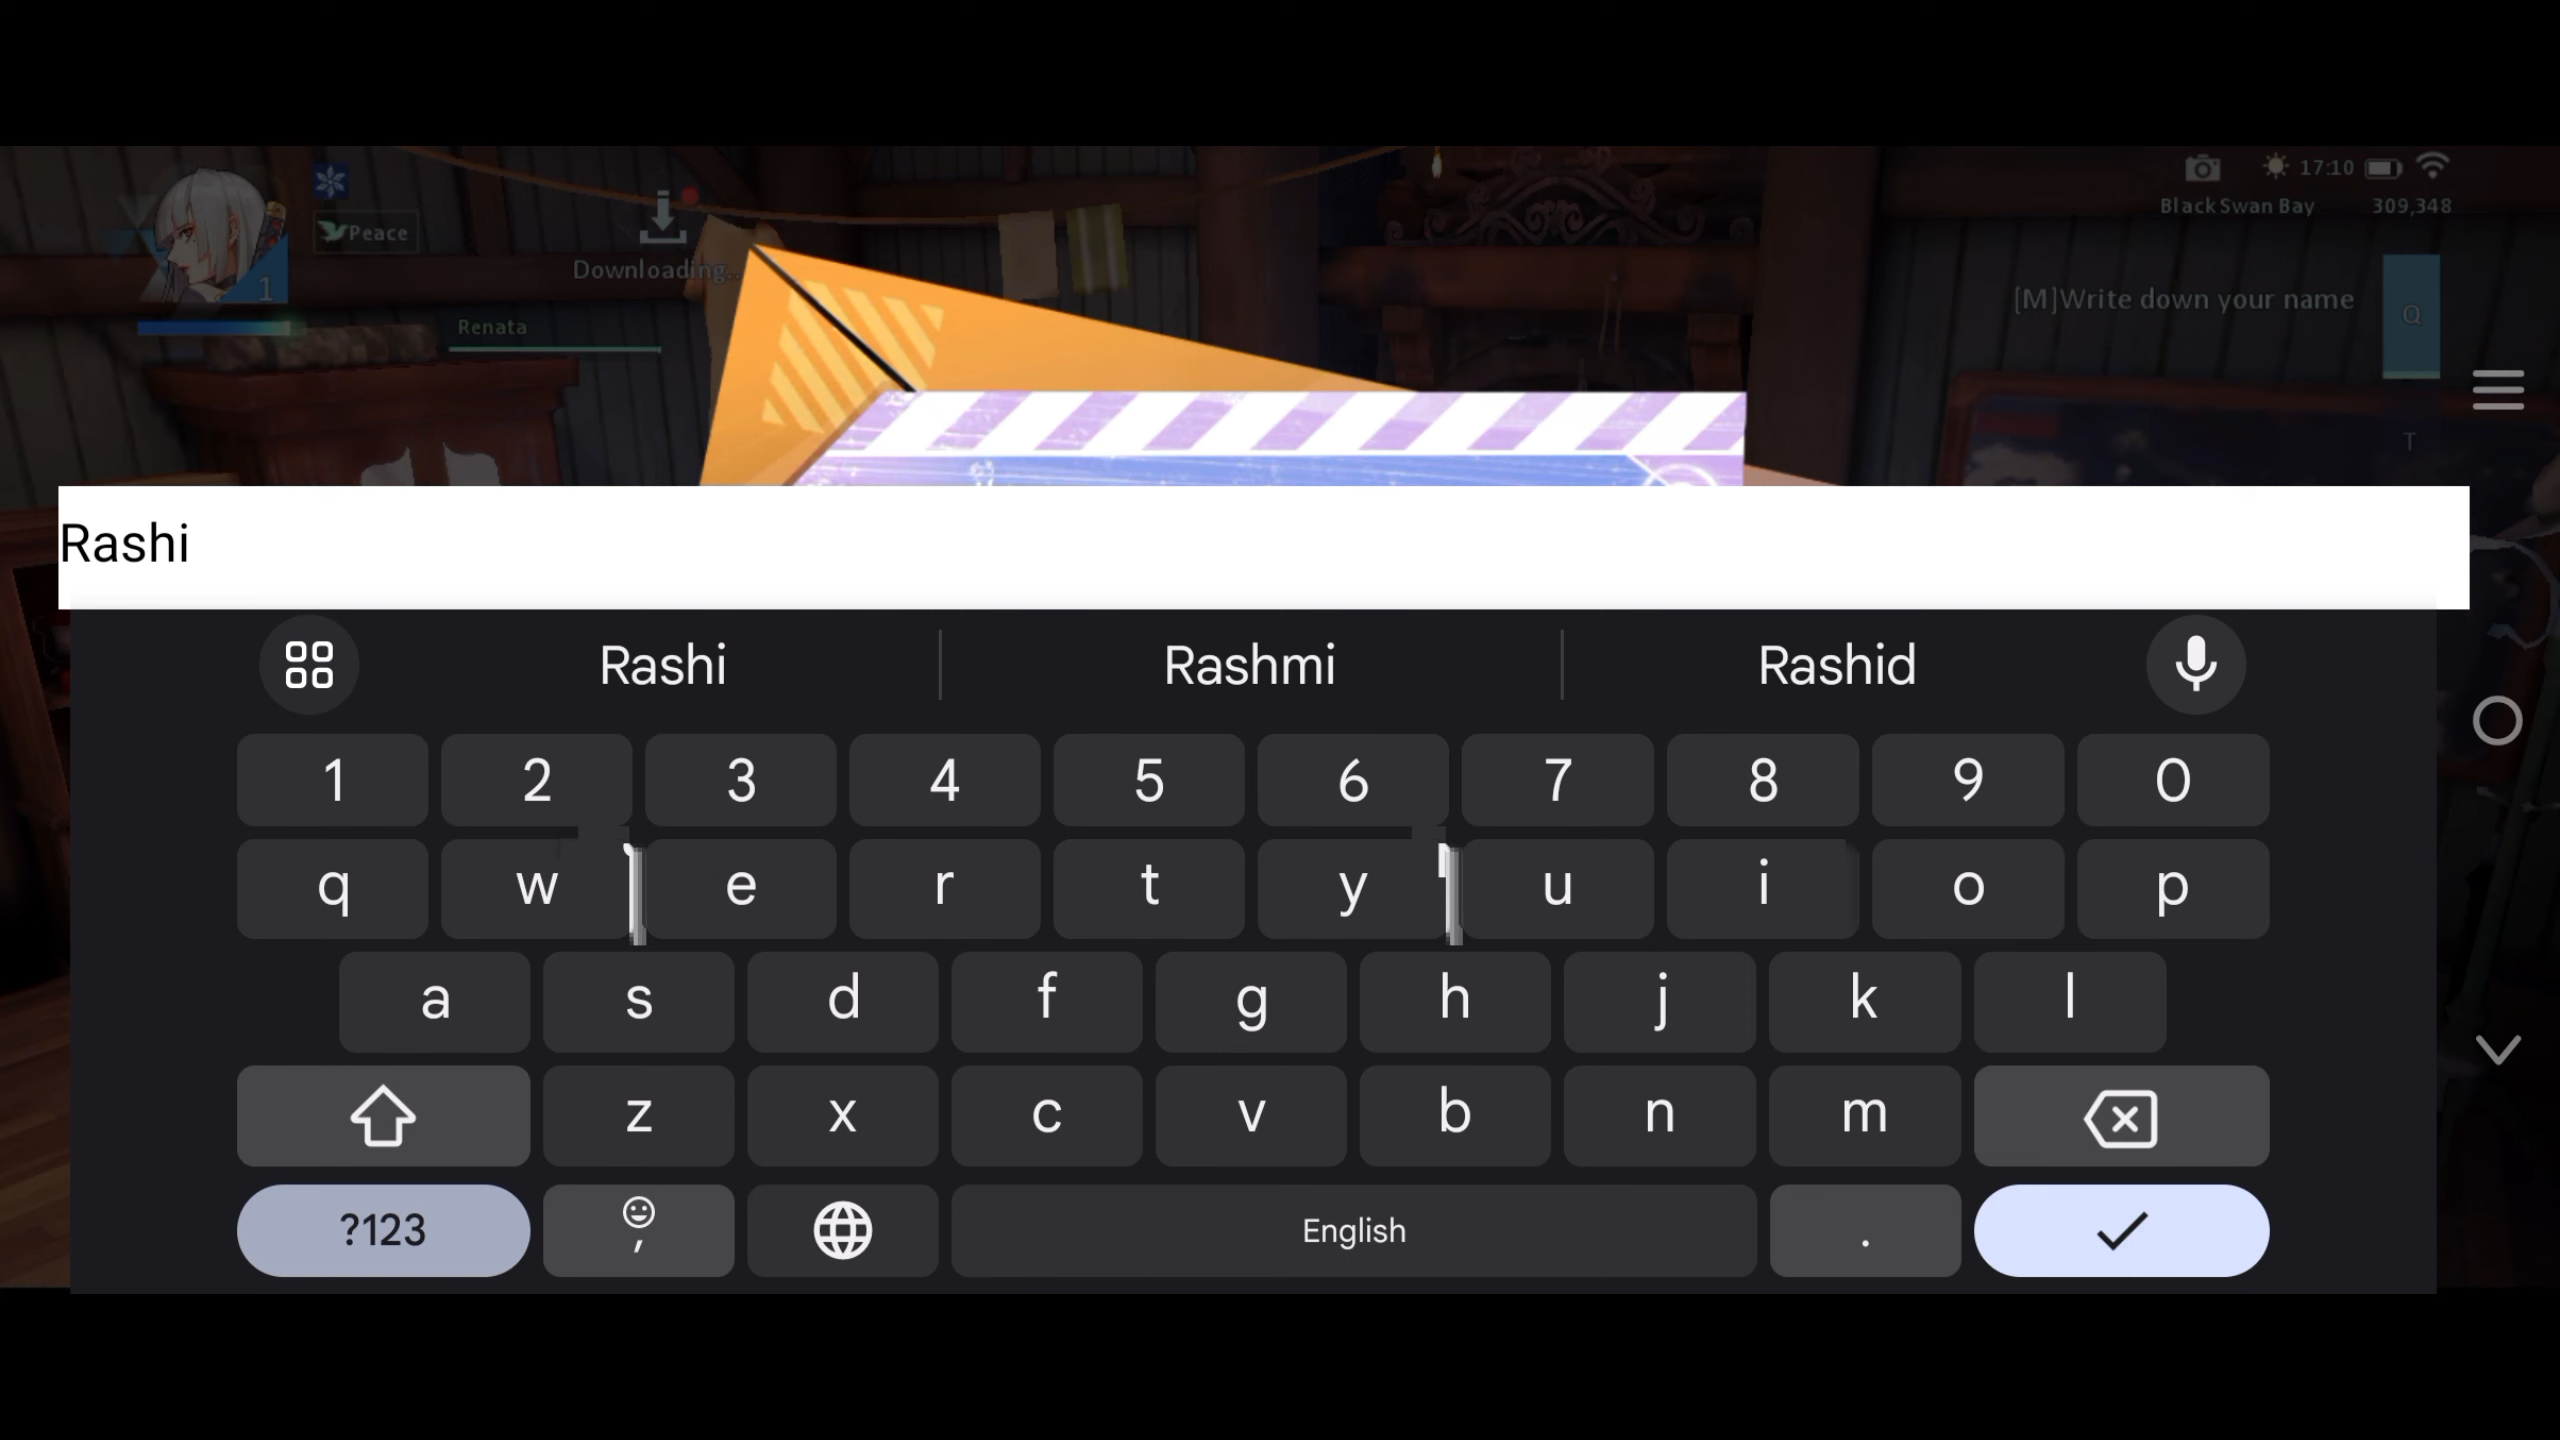 Peace
1
Downloading..
Renata
17:10
Black Swan Bay 309,348
[M]Write down your name
Q
T
Rashi
Rashi Rashmi Rashid
1 2 3 4 5 6 7 8 9 0
q w e r t y u i o p
a s d f g h j k l
z x c v b n m
?123 , English .